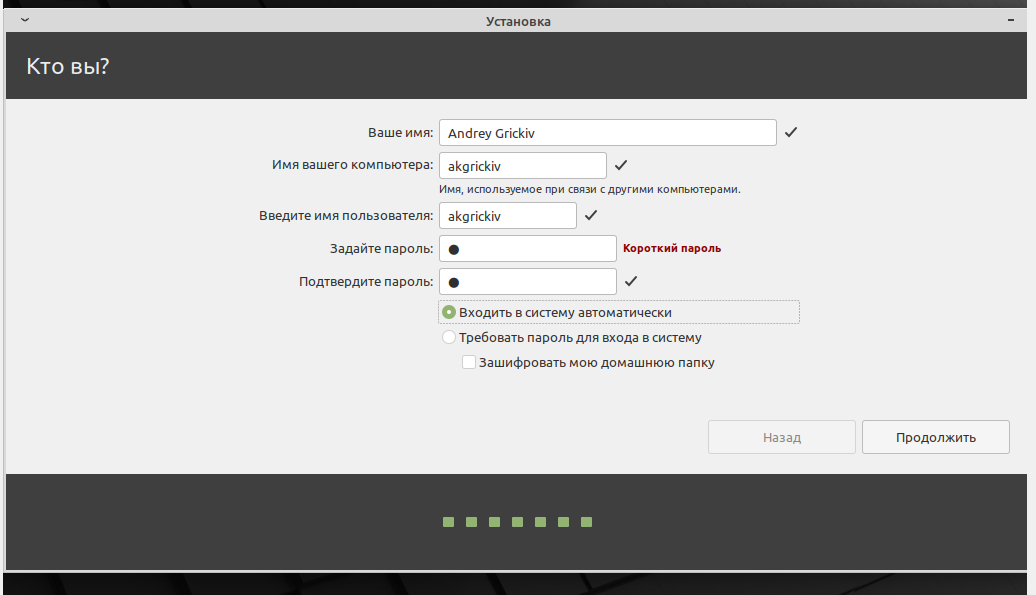 Установка
Кто вы?
Ваше имя: Andrey Grickiv
Имя вашего компьютера: akgrickiv
Имя, используемое при связи с другими компьютерами.
Введите имя пользователя: akgrickiv
Задайте пароль: ● Короткий пароль
Подтвердите пароль: ●
Входить в систему автоматически
Требовать пароль для входа в систему
Зашифровать мою домашнюю папку
Назад Продолжить